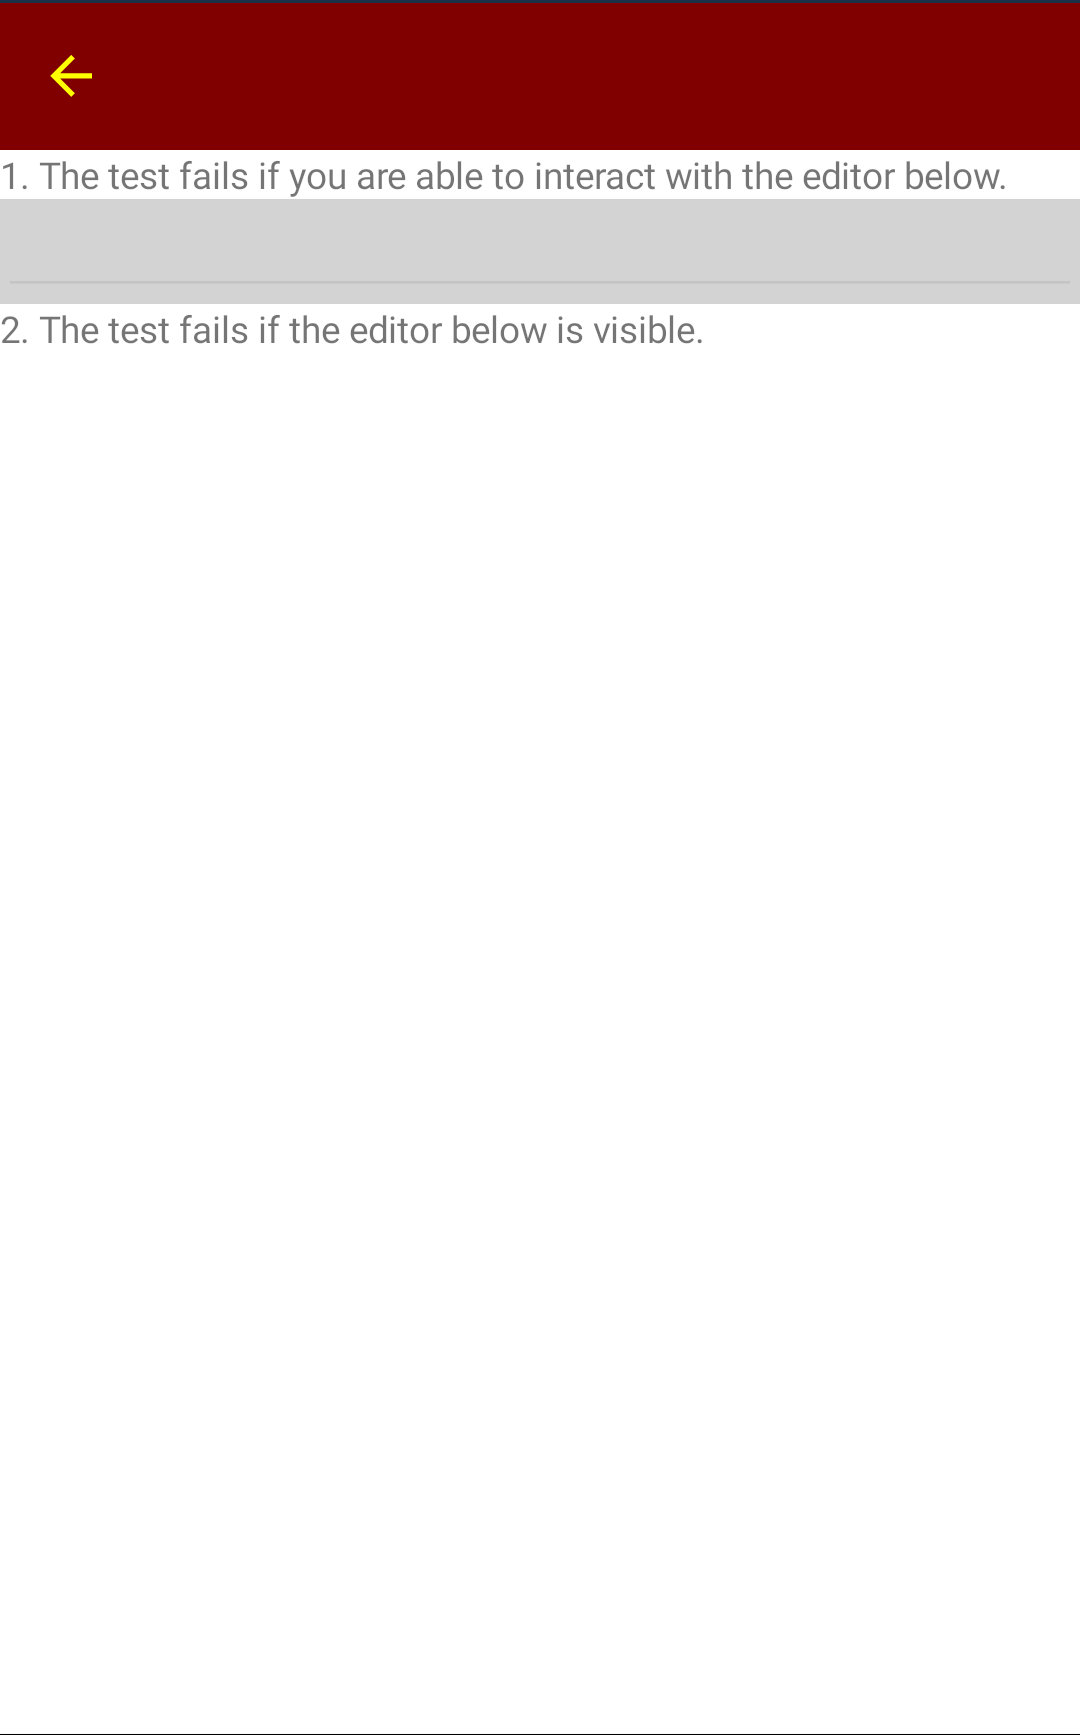 1. The test fails if you are able to interact with the editor below.
2. The test fails if the editor below is visible.